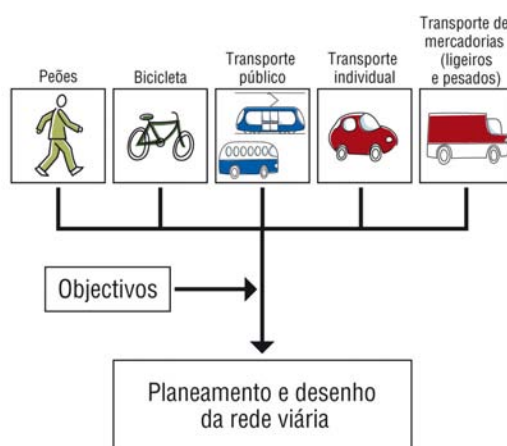 Peões
Bicicleta
Transporte
público
Transporte
individual
Transporte de
mercadorias
(ligeiros
e pesados)
Objectivos
Planeamento e desenho
da rede viária